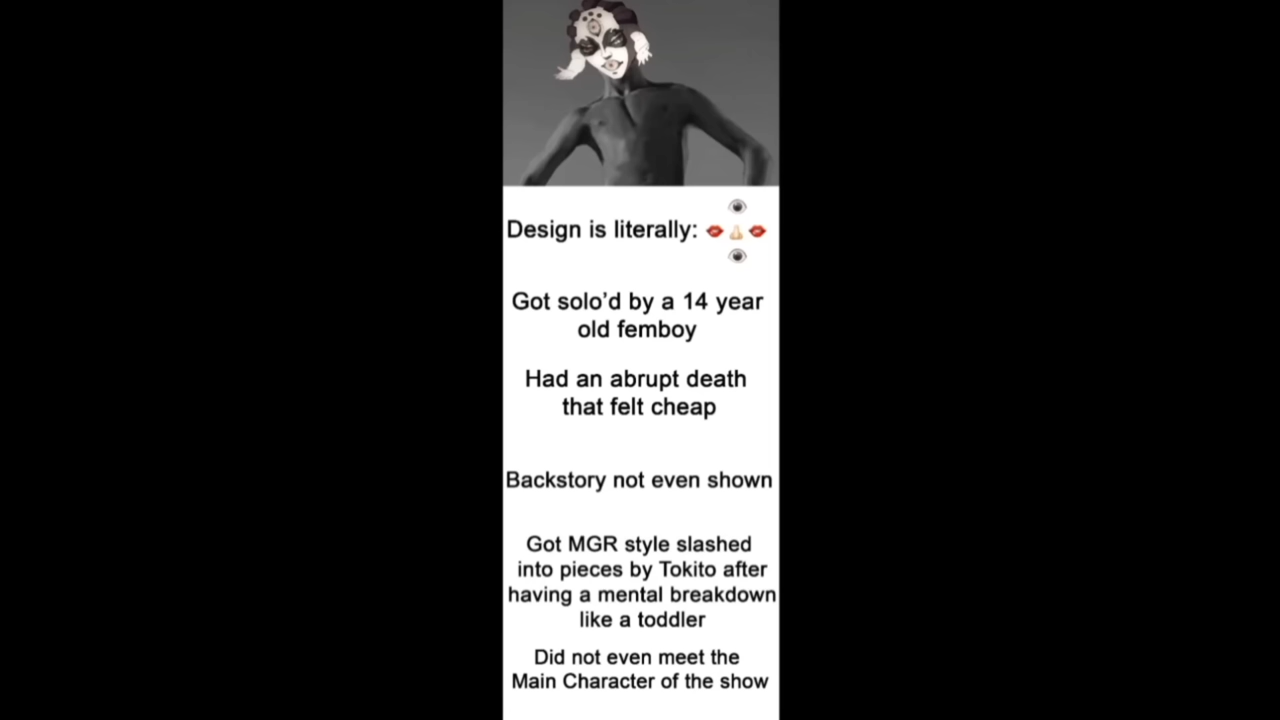 Design is literally: 👁️ 🫦👃🏻🫦 👁️
Got solo’d by a 14 year
old femboy
Had an abrupt death
that felt cheap
Backstory not even shown
Got MGR style slashed
into pieces by Tokito after
having a mental breakdown
like a toddler
Did not even meet the
Main Character of the show